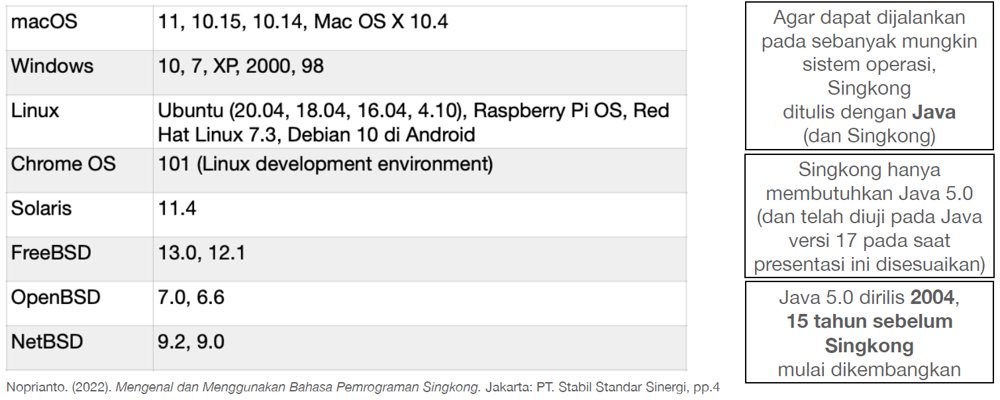 macOS
11, 10.15, 10.14, Mac OS X 10.4
Windows
10, 7, XP, 2000, 98
Linux
Ubuntu (20.04, 18.04, 16.04, 4.10), Raspberry Pi OS, Red
Hat Linux 7.3, Debian 10 di Android
Chrome OS
101 (Linux development environment)
Solaris
11.4
FreeBSD
13.0, 12.1
OpenBSD
7.0, 6.6
NetBSD
9.2, 9.0
Noprianto. (2022). Mengenal dan Menggunakan Bahasa Pemrograman Singkong. Jakarta: PT. Stabil Standar Sinergi, pp.4
Agar dapat dijalankan
pada sebanyak mungkin
sistem operasi,
Singkong
ditulis dengan Java
(dan Singkong)
Singkong hanya
membutuhkan Java 5.0
(dan telah diuji pada Java
versi 17 pada saat
presentasi ini disesuaikan)
Java 5.0 dirilis 2004,
15 tahun sebelum
Singkong
mulai dikembangkan